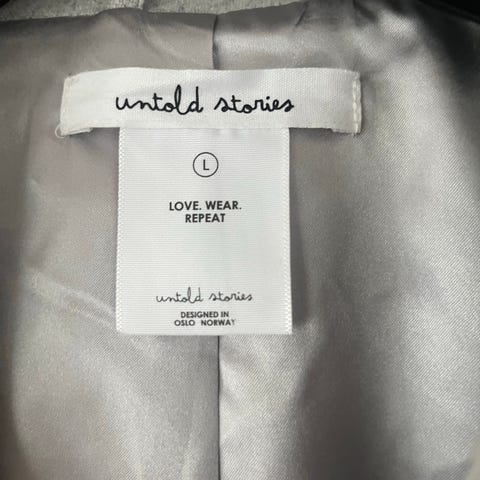 untold stories
L
LOVE. WEAR.
REPEAT
untold stories
DESIGNED IN
OSLO NORWAY